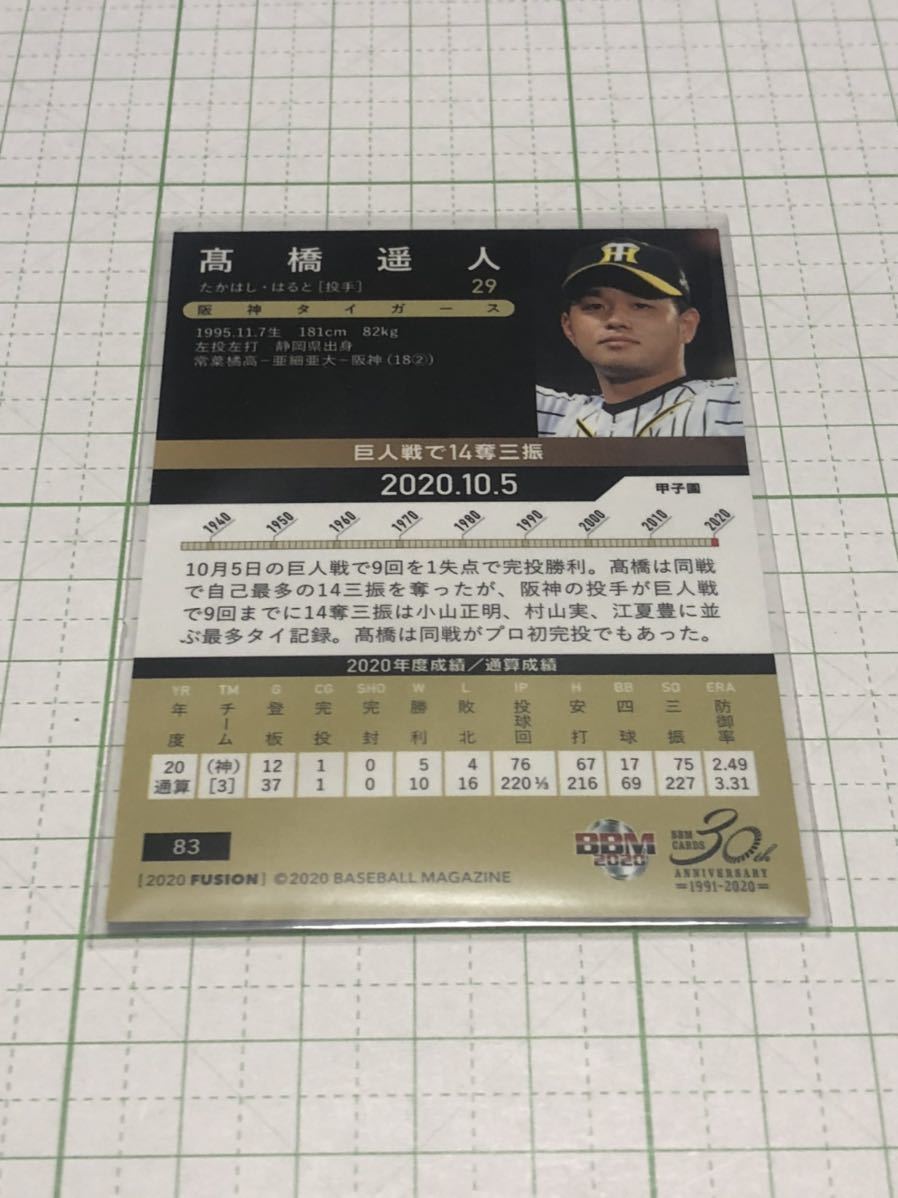 髙橋遥人
たかはし・はると[投手] 29
阪神タイガース
1995.11.7生 181cm 82kg
左投左打 静岡県出身
常葉橘高－亜細亜大－阪神(18②)
巨人戦で14奪三振
2020.10.5 甲子園
1940 1950 1960 1970 1980 1990 2000 2010 2020
10月5日の巨人戦で9回を1失点で完投勝利。髙橋は同戦
で自己最多の14三振を奪ったが、阪神の投手が巨人戦
で9回までに14奪三振は小山正明、村山実、江夏豊に並
ぶ最多タイ記録。髙橋は同戦がプロ初完投でもあった。
2020年度成績／通算成績
YR TM G CG SHO W L IP H BB SO ERA
年度 チーム 登板 完投 完封 勝利 敗北 投球回 安打 四球 三振 防御率
20 (神) 12 1 0 5 4 76 67 17 75 2.49
通算 [3] 37 1 0 10 16 220 ⅓ 216 69 227 3.31
83
BBM
2020
BBM
CARDS
30th
ANNIVERSARY
=1991-2020=
[2020 FUSION] ©2020 BASEBALL MAGAZINE